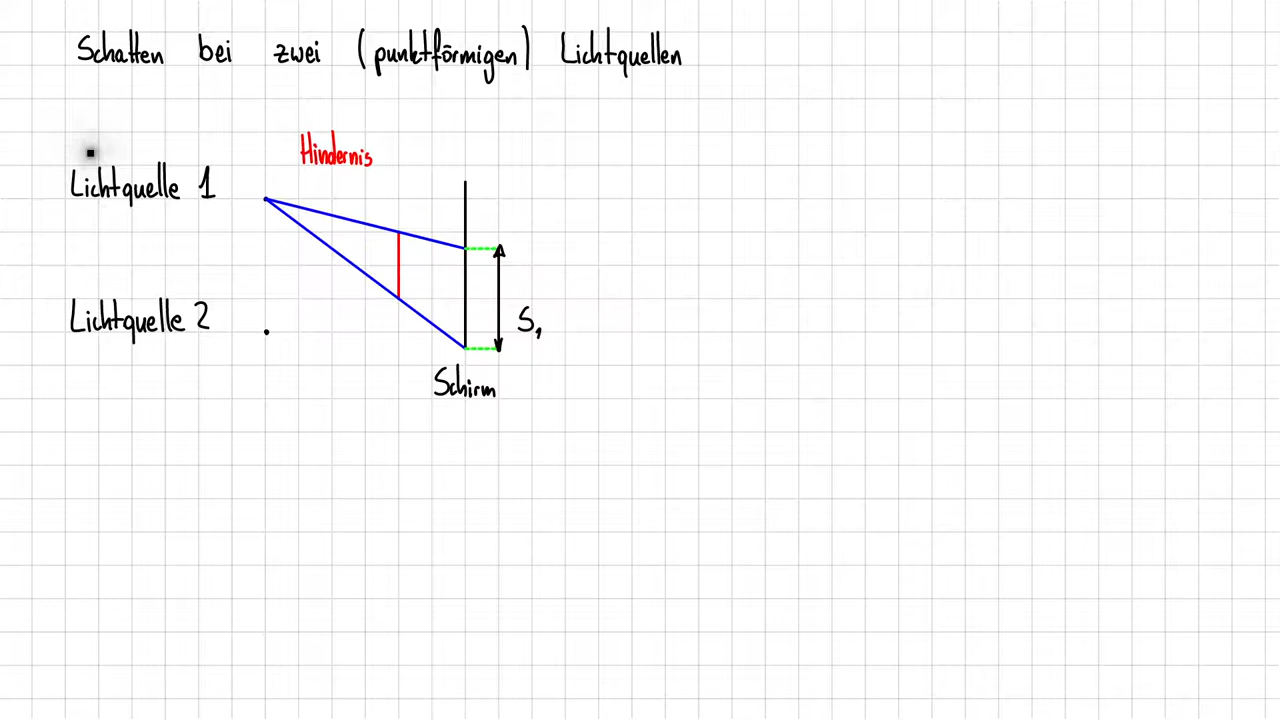 Schatten bei zwei (punktförmigen) Lichtquellen
Hindernis
Lichtquelle 1
Lichtquelle 2
S₁
Schirm